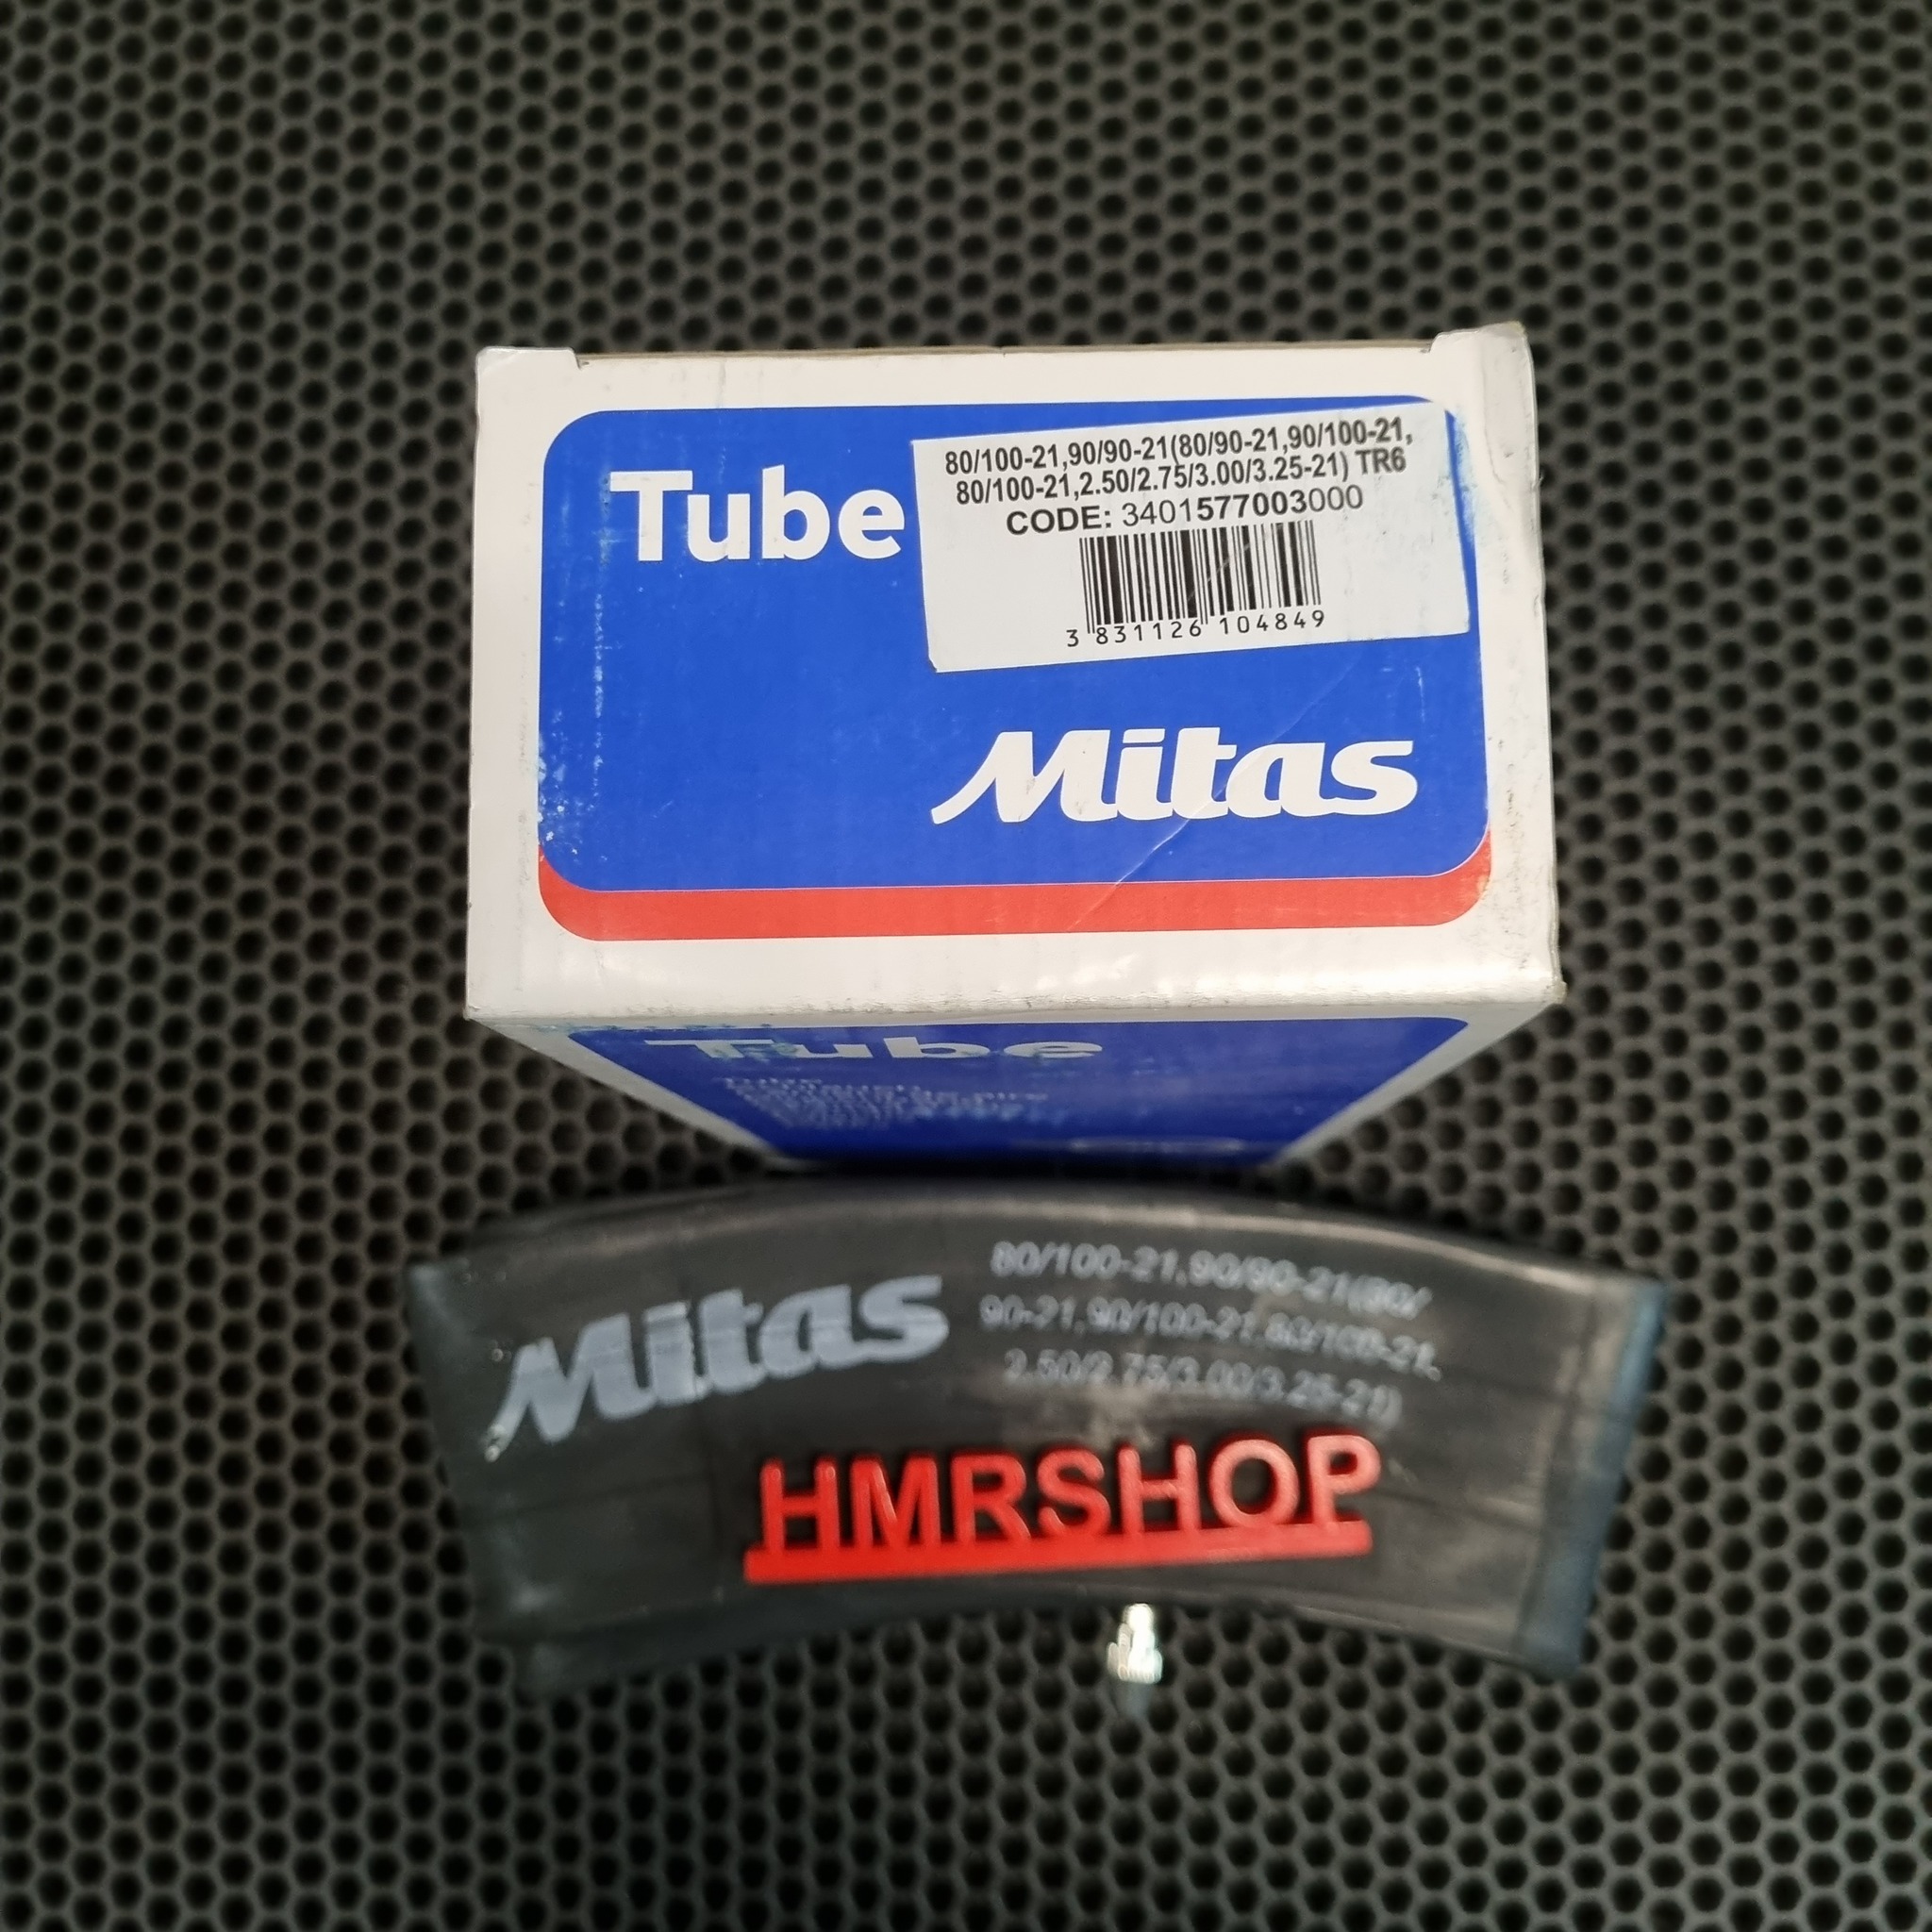 Tube
80/100-21,90/90-21(80/90-21,90/100-21,
80/100-21,2.50/2.75/3.00/3.25-21) TR6
CODE: 3401577003000
3 831126 104849
Mitas
Tube
Mitas
80/100-21,90/90-21(80/
90-21,90/100-21,80/100-21,
2.50/2.75/3.00/3.25-21)
HMRSHOP